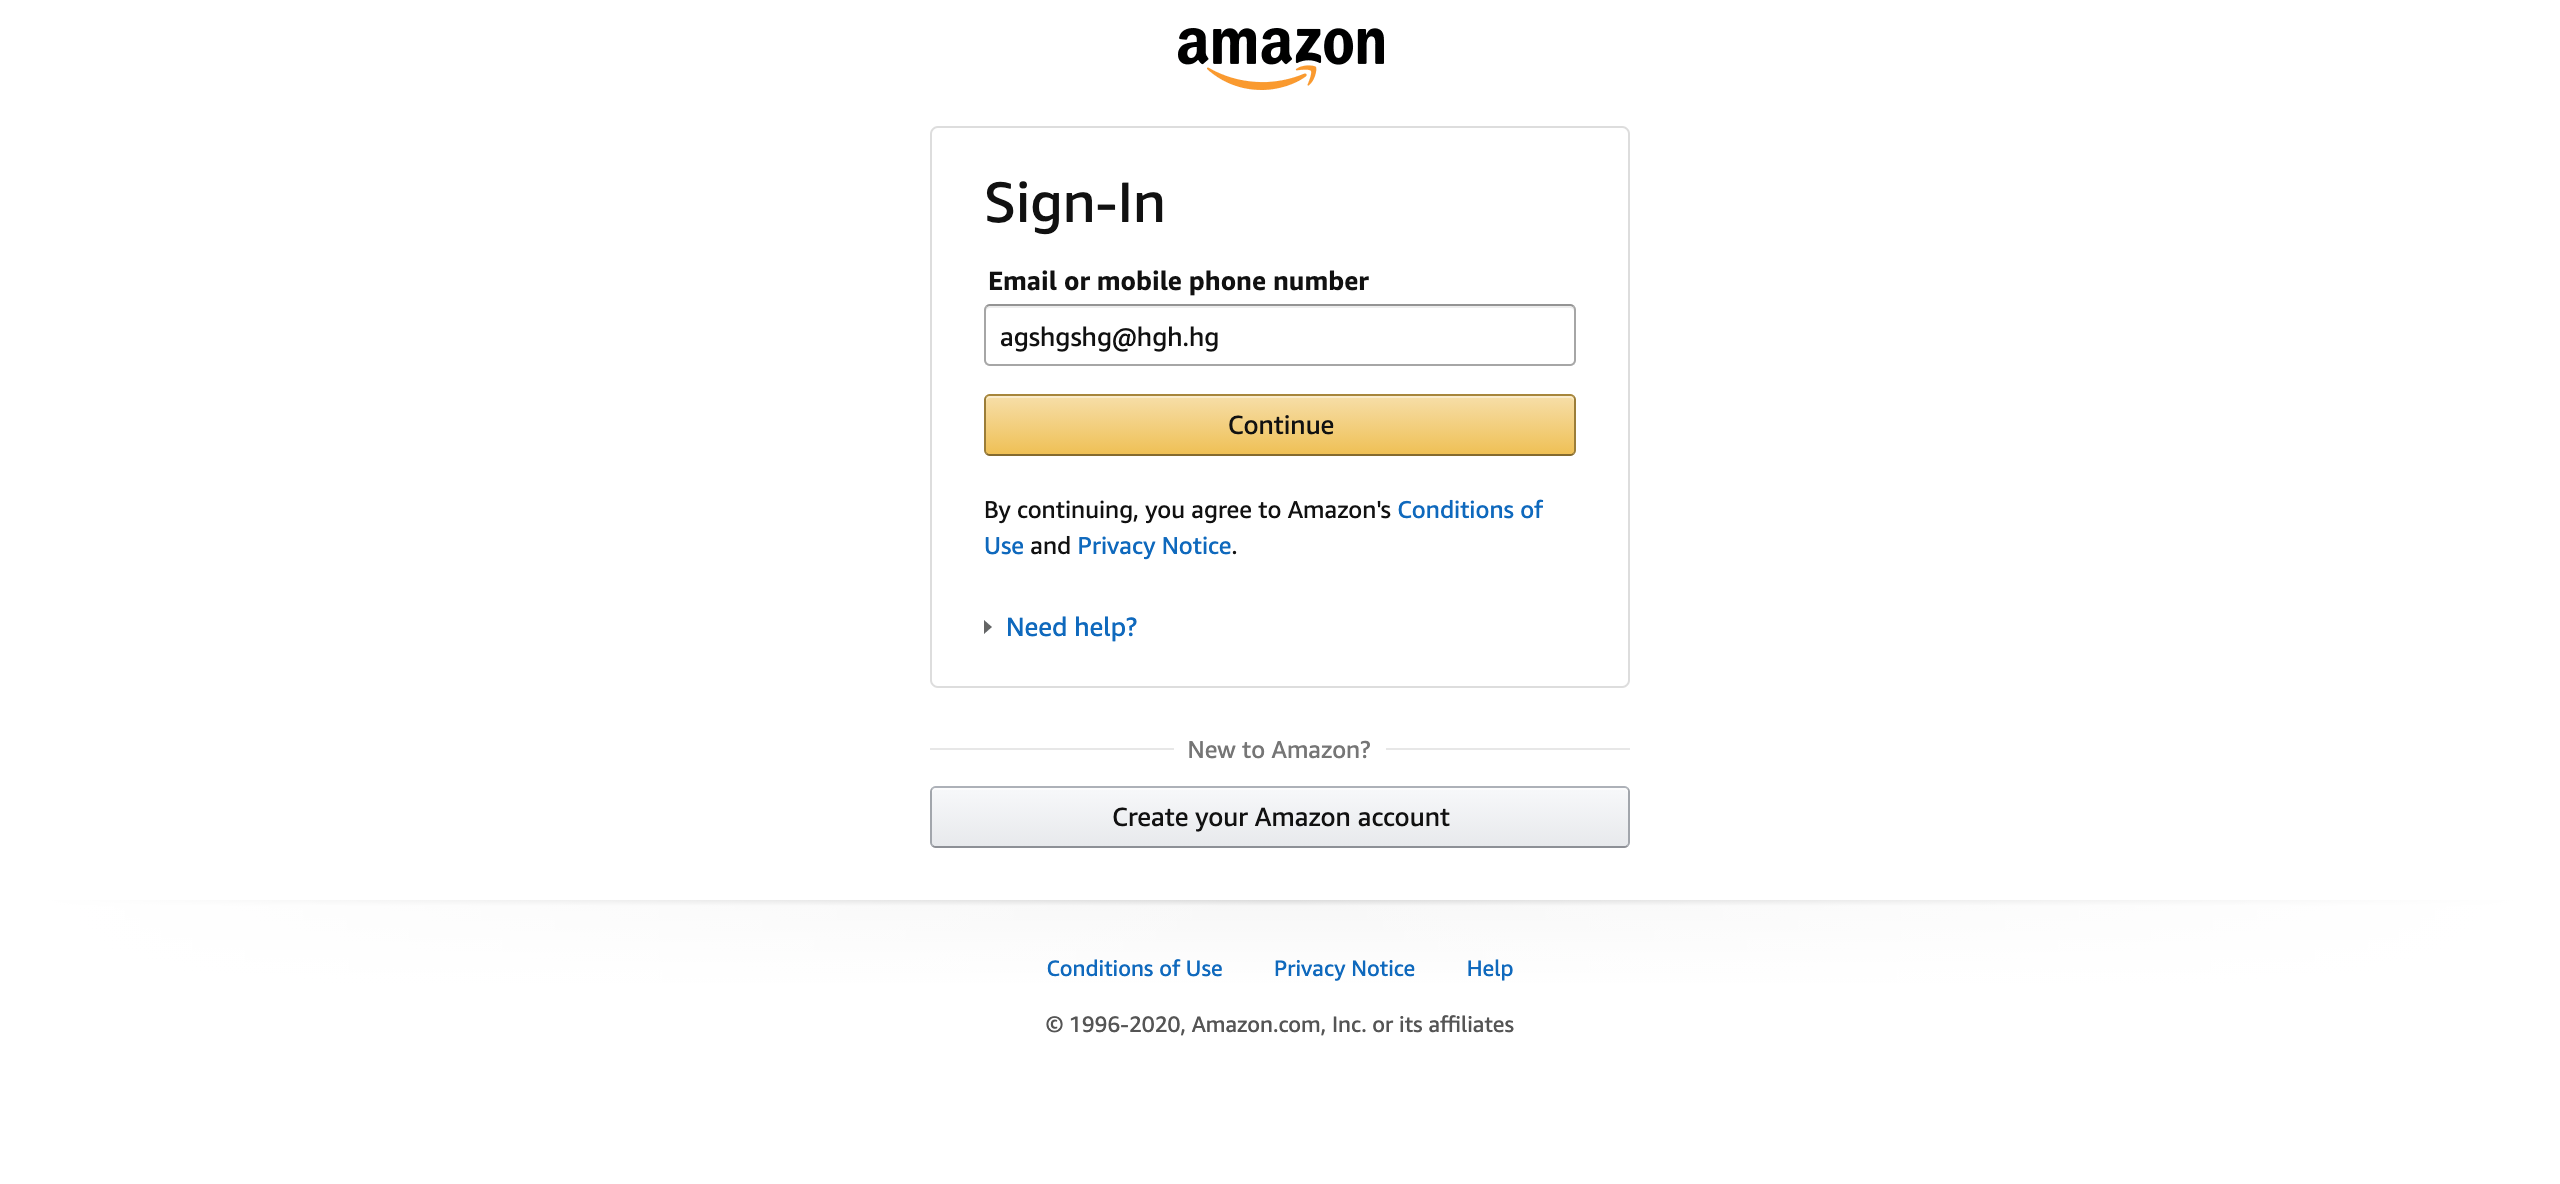 amazon
Sign-In
Email or mobile phone number
agshgshg@hgh.hg
Continue
By continuing, you agree to Amazon's Conditions of
Use and Privacy Notice.
Need help?
New to Amazon?
Create your Amazon account
Conditions of Use Privacy Notice Help
© 1996-2020, Amazon.com, Inc. or its affiliates